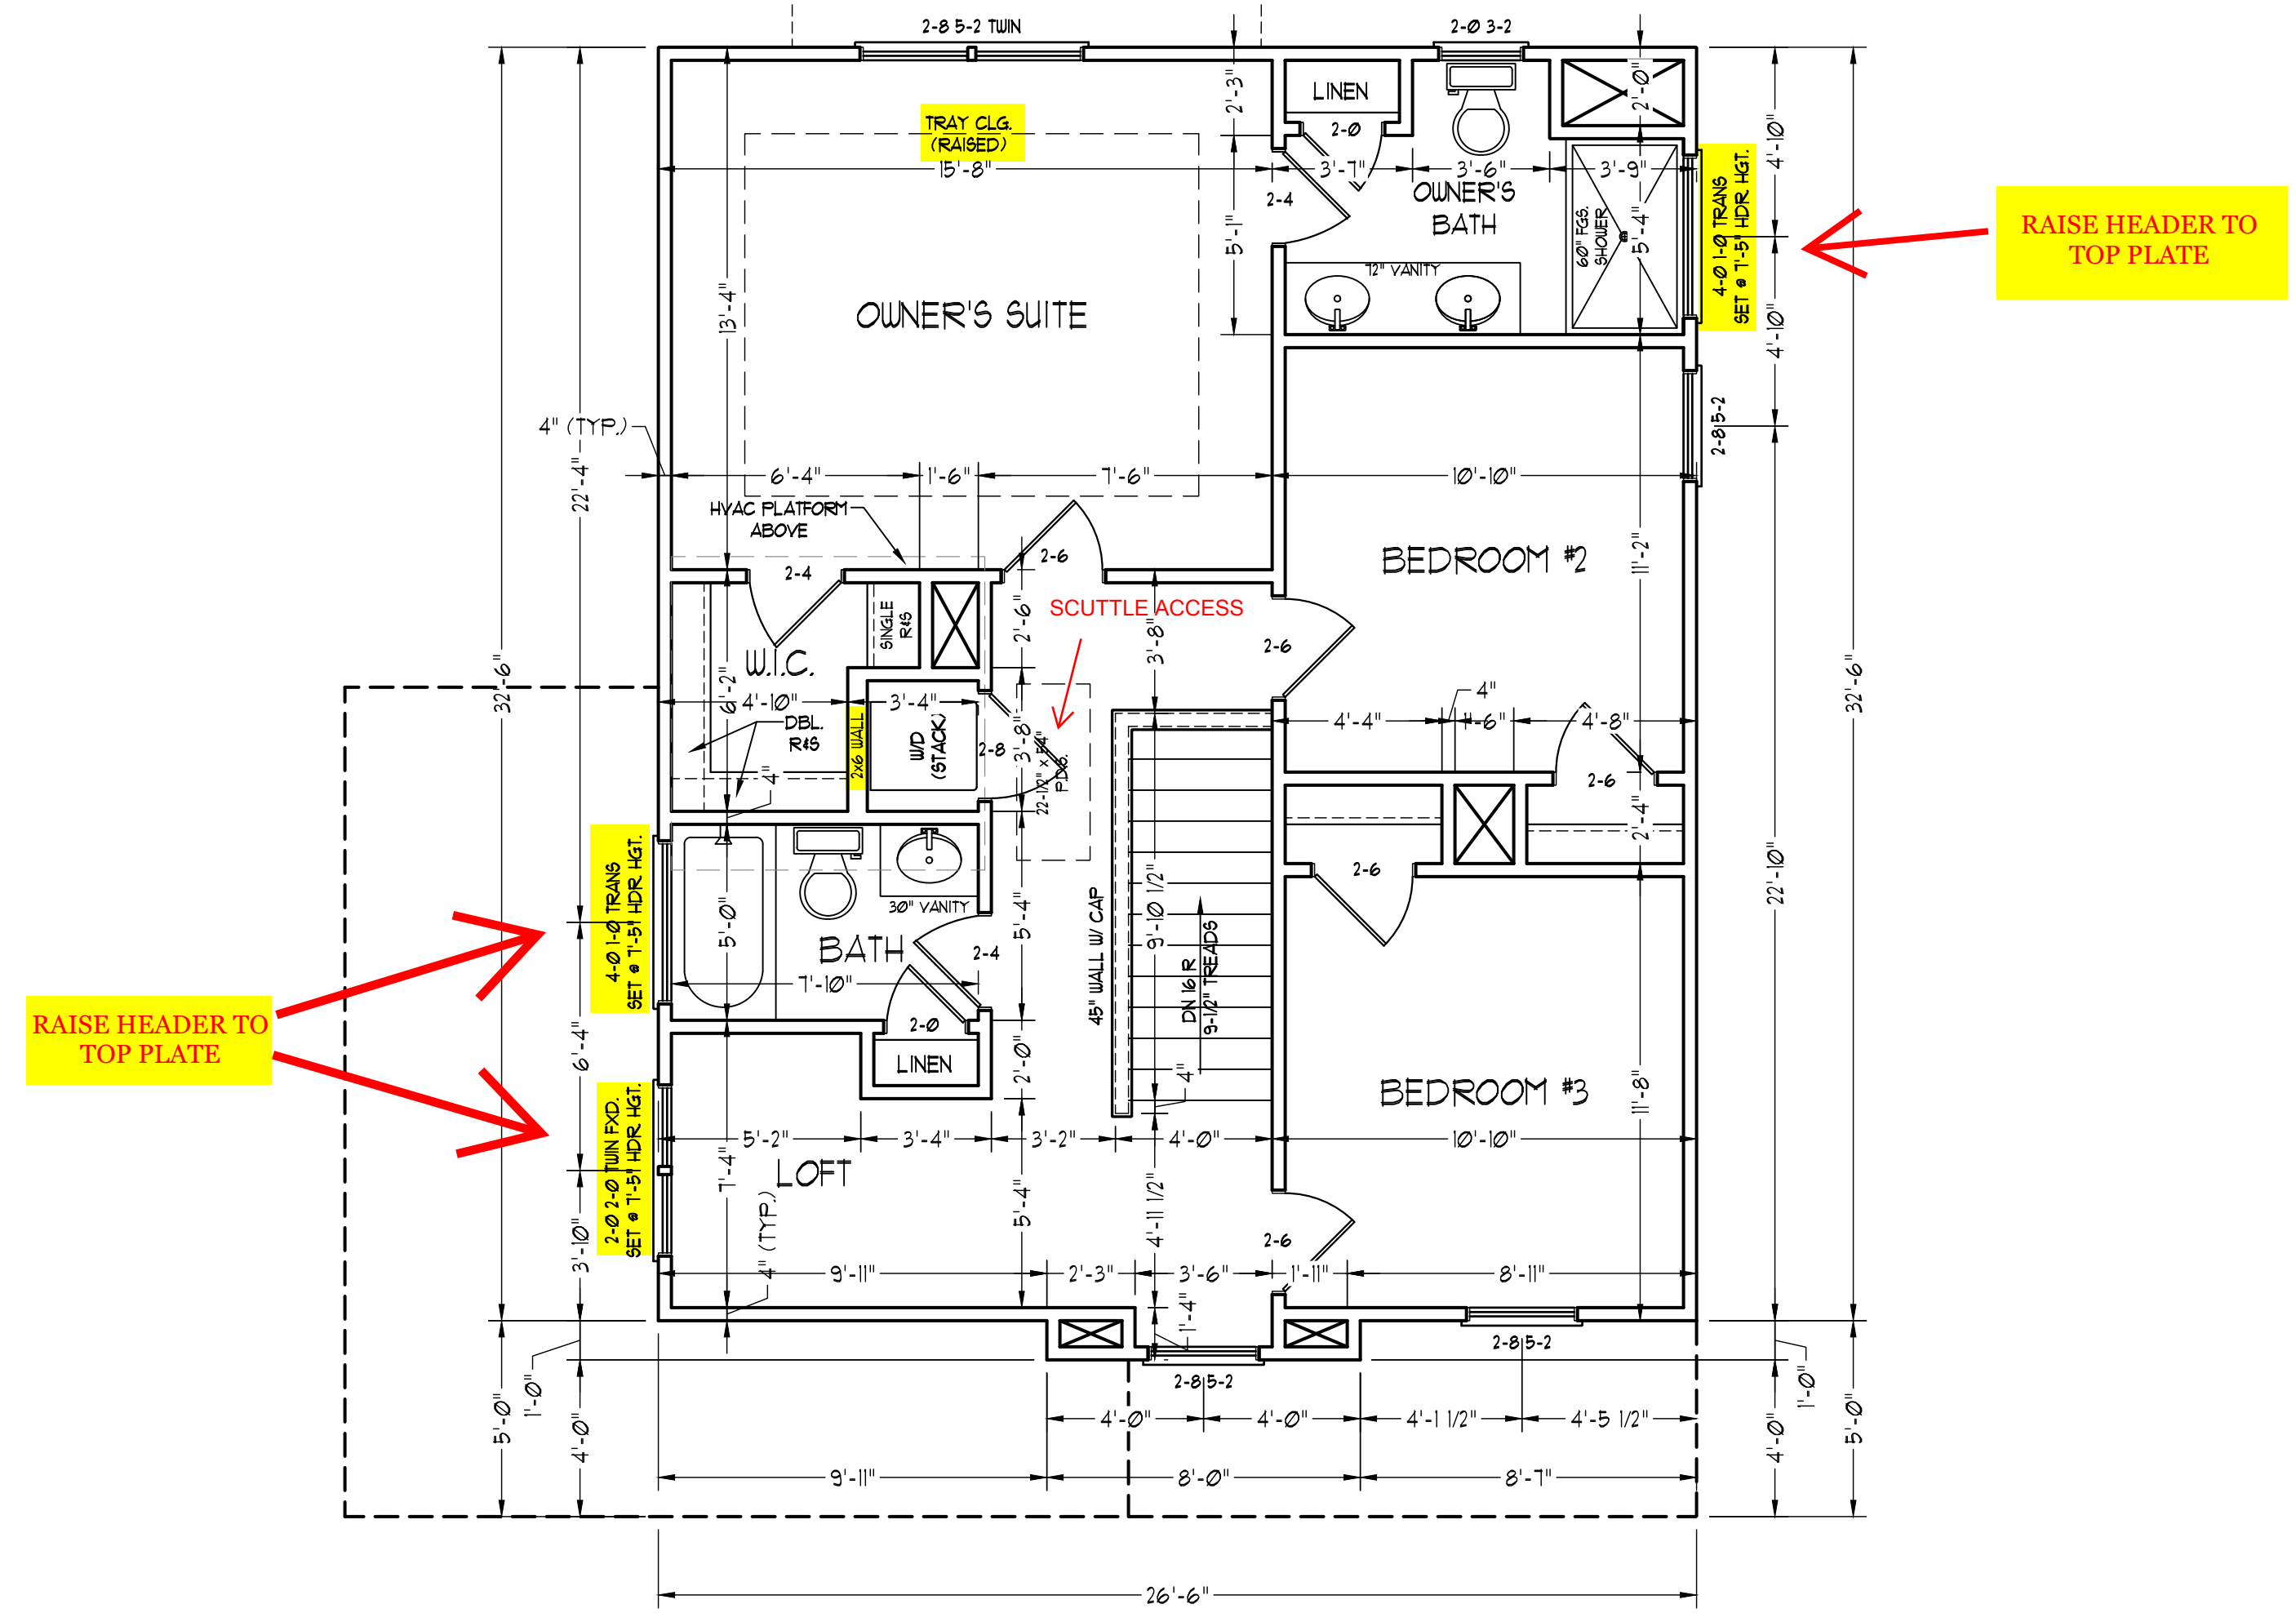 2-8 5-2 TWIN
2-0 3-2
TRAY CLG.
(RAISED)
15'-8"
2'-3"
LINEN
2-0
2'-0"
4'-10"
3'-7"
3'-6"
3'-9"
2-4
OWNER'S
BATH
5'-1"
60" FGS.
SHOWER
5'-4"
4-0 1-0 TRANS
SET @ 7'-5" HDR HGT.
RAISE HEADER TO
TOP PLATE
72" VANITY
OWNER'S SUITE
13'-4"
4'-10"
4" (TYP.)
22'-4"
2-8 5-2
6'-4"
1'-6"
7'-6"
10'-10"
HVAC PLATFORM
ABOVE
2-6
2-4
BEDROOM #2
11'-2"
SINGLE
R&S
2'-6"
SCUTTLE ACCESS
3'-8"
2-6
W.I.C.
6'-2"
32'-6"
32'-6"
4'-10"
3'-4"
4"
4'-4"
1'-6"
4'-8"
DBL.
R&S
2x6 WALL
W/D
(STACK)
2-8
3'-8"
22-1/2" x 54"
P.D.S.
4"
2-6
2'-4"
4-0 1-0 TRANS
SET @ 7'-5" HDR HGT.
2-6
30" VANITY
5'-0"
BATH
7'-10"
2-4
5'-4"
45" WALL W/ CAP
9'-10 1/2"
DN 16 R
9-1/2" TREADS
22'-10"
RAISE HEADER TO
TOP PLATE
6'-4"
2-0
LINEN
2'-0"
4"
BEDROOM #3
11'-8"
2-0 2-0 TWIN FXD.
SET @ 7'-5" HDR HGT.
5'-2"
3'-4"
3'-2"
4'-0"
10'-10"
LOFT
7'-4"
4" (TYP.)
5'-4"
4'-11 1/2"
3'-10"
2-6
9'-11"
2'-3"
3'-6"
1'-11"
8'-11"
1'-4"
2-8 5-2
2-8 5-2
1'-0"
1'-0"
5'-0"
4'-0"
4'-0"
4'-0"
4'-1 1/2"
4'-5 1/2"
4'-0"
5'-0"
9'-11"
8'-0"
8'-7"
26'-6"